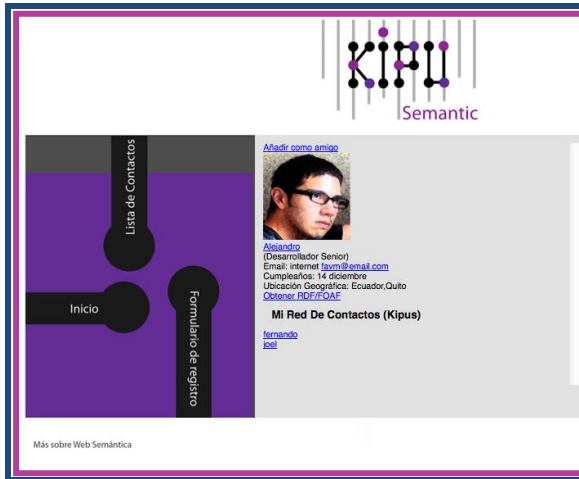 KiPU
Semantic
Lista de Contactos
Inicio
Formulario de registro
Añadir como amigo
Alejandro
(Desarrollador Senior)
Email: internet favm@email.com
Cumpleaños: 14 diciembre
Ubicación Geográfica: Ecuador,Quito
Obtener RDF/FOAF
Mi Red De Contactos (Kipus)
fernando
joel
Más sobre Web Semántica